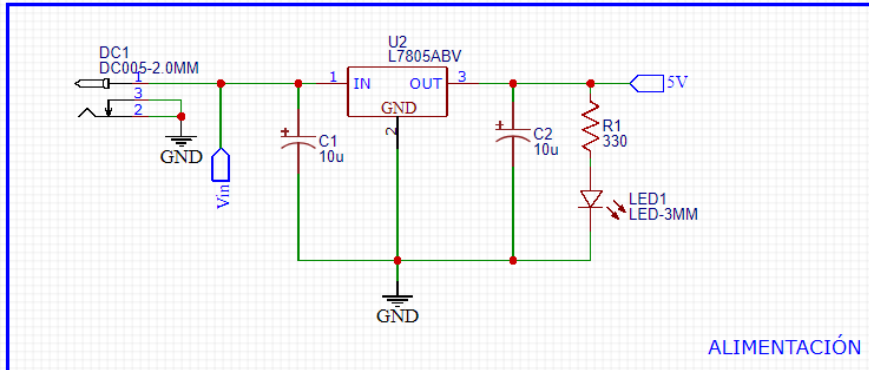 DC1
DC005-2.0MM
1
3
2
GND
Vin
C1
10u
U2
L7805ABV
1
IN
OUT
3
GND
2
C2
10u
5V
R1
330
LED1
LED-3MM
GND
ALIMENTACIÓN